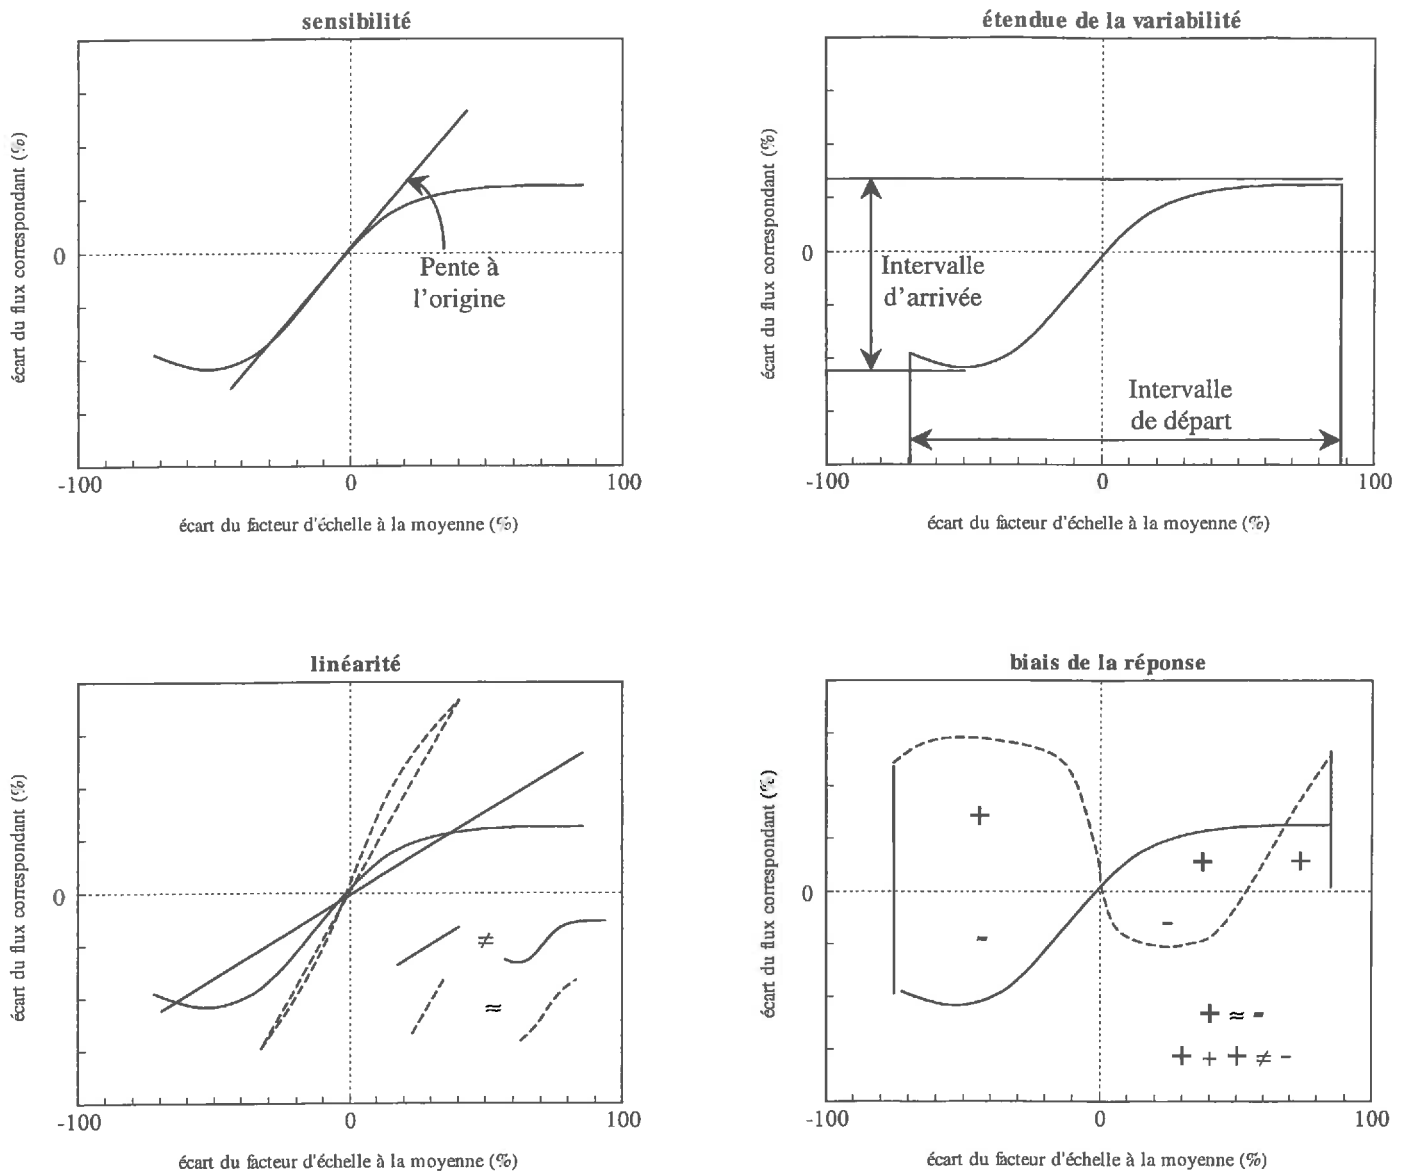 sensibilité
écart du flux correspondant (%)
0
Pente à
l'origine
-100
0
100
écart du facteur d'échelle à la moyenne (%)
étendue de la variabilité
écart du flux correspondant (%)
0
Intervalle
d'arrivée
Intervalle
de départ
-100
0
100
écart du facteur d'échelle à la moyenne (%)
linéarité
écart du flux correspondant (%)
0
≠
≈
-100
0
100
écart du facteur d'échelle à la moyenne (%)
biais de la réponse
écart du flux correspondant (%)
0
+
+ +
-
-
+ ≈ -
+ + + ≠ -
-100
0
100
écart du facteur d'échelle à la moyenne (%)